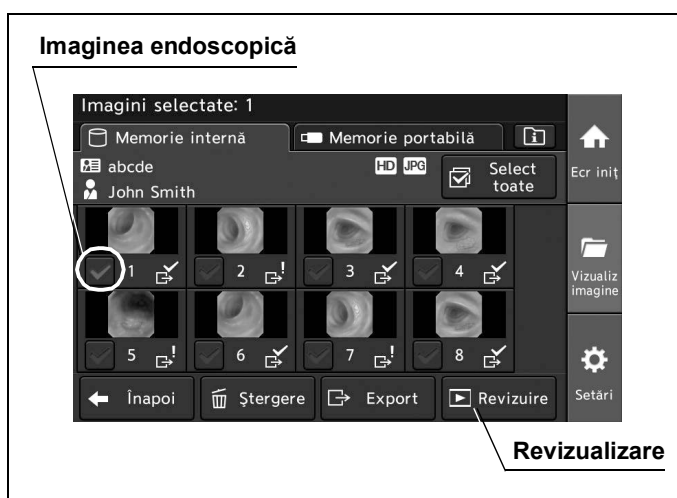 Imaginea endoscopică
Imagini selectate: 1
Memorie internă
Memorie portabilă
abcde
HD JPG
John Smith
Select
toate
Ecr iniț
1
2
3
4
Vizualiz
imagine
5
6
7
8
Înapoi
Ștergere
Export
Revizuire
Setări
Revizualizare